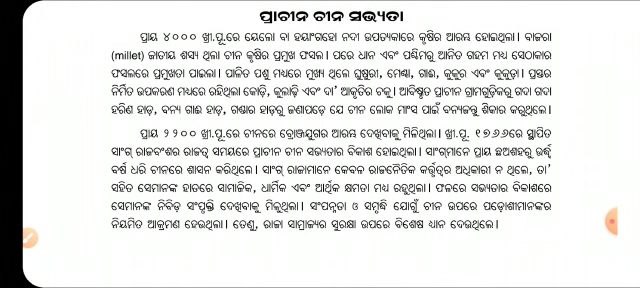 ପ୍ରାଚୀନ ଚୀନ ସଭ୍ୟତା
ପ୍ରାୟ ୪୦୦୦ ଖ୍ରୀ.ପୂ.ରେ ୟେଲୋ ବା ହୟାଂଗହୋ ନଦୀ ଉପତ୍ୟକାରେ କୃଷିର ଆରମ୍ଭ ହୋଇଥିଲା। ବାଜରା
(millet) ଜାତୀୟ ଶସ୍ୟ ଥିଲା ଚୀନ କୃଷିର ପ୍ରମୁଖ ଫସଲ। ପରେ ଧାନ ଏବଂ ପଶ୍ଚିମରୁ ଆନିତ ଗହମ ମଧ୍ୟ ସେଠାକାର
ଫସଲରେ ପ୍ରମୁଖତା ପାଇଲା। ପାଳିତ ପଶୁ ମଧ୍ୟରେ ମୁଖ୍ୟ ଥିଲେ ଘୁଷୁରୀ, ମେଣ୍ଢା, ଗାଈ, କୁକୁର ଏବଂ କୁକୁଡ଼ା। ପ୍ରସ୍ତର
ନିର୍ମିତ ଉପକରଣ ମଧ୍ୟରେ ରହିଥିଲା କୋଡ଼ି, କୁରାଢ଼ି ଏବଂ ଦା' ଆକୃତିର ଚକୁ। ଆବିଷ୍କୃତ ପ୍ରାଚୀନ ଗ୍ରାମଗୁଡ଼ିକରୁ ଗଦା ଗଦା
ହରିଣ ହାଡ଼, ବନ୍ୟ ଗାଈ ହାଡ଼, ଗଣ୍ଡାର ହାଡ଼ରୁ ଜଣାପଡ଼େ ଯେ ଚୀନ ଲୋକ ମାଂସ ପାଇଁ ବନ୍ୟଜନ୍ତୁ ଶିକାର କରୁଥିଲେ।
ପ୍ରାୟ ୨୨୦୦ ଖ୍ରୀ.ପୂ.ରେ ଚୀନରେ ବ୍ରୋଞ୍ଜଯୁଗର ଆରମ୍ଭ ଦେଖିବାକୁ ମିଳିଥିଲା। ଖ୍ରୀ.ପୂ. ୧୭୬୬ରେ ସ୍ଥାପିତ
ସାଂଗ୍ ରାଜବଂଶର ରାଜତ୍ୱ ସମୟରେ ପ୍ରାଚୀନ ଚୀନ ସଭ୍ୟତାର ବିକାଶ ହୋଇଥିଲା। ସାଂଗ୍‌ମାନେ ପ୍ରାୟ ଛଅଶହରୁ ଊର୍ଦ୍ଧ୍ୱ
ବର୍ଷ ଧରି ଚୀନରେ ଶାସନ କରିଥିଲେ। ସାଂଗ୍ ରାଜାମାନେ କେବଳ ରାଜନୈତିକ କର୍ତ୍ତୃତ୍ୱର ଅଧିକାରୀ ନ ଥିଲେ, ତା'
ସହିତ ସେମାନଙ୍କ ହାତରେ ସାମାଜିକ, ଧାର୍ମିକ ଏବଂ ଆର୍ଥିକ କ୍ଷମତା ମଧ୍ୟ ରହୁଥିଲା। ଫଳରେ ସଭ୍ୟତାର ବିକାଶରେ
ସେମାନଙ୍କ ନିବିଡ଼ ସଂପୃକ୍ତି ଦେଖିବାକୁ ମିଳୁଥିଲା। ସଂପନ୍ନତା ଓ ସମୃଦ୍ଧି ଯୋଗୁଁ ଚୀନ ଉପରେ ପଡ଼ୋଶୀମାନଙ୍କର
ନିୟମିତ ଆକ୍ରମଣ ହେଉଥିଲା। ତେଣୁ, ରାଜା ସାମ୍ରାଜ୍ୟର ସୁରକ୍ଷା ଉପରେ ବିଶେଷ ଧ୍ୟାନ ଦେଉଥିଲେ।